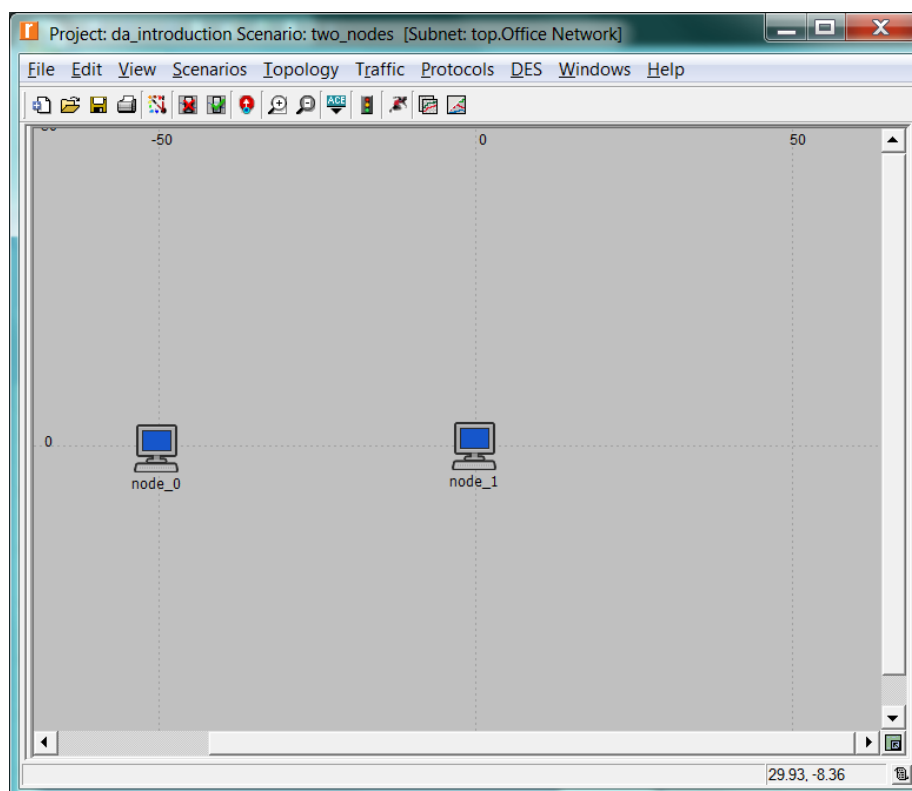 Project: da_introduction Scenario: two_nodes [Subnet: top.Office Network]
File Edit View Scenarios Topology Traffic Protocols DES Windows Help
ACE
-50 0 50
0
node_0 node_1
29.93, -8.36